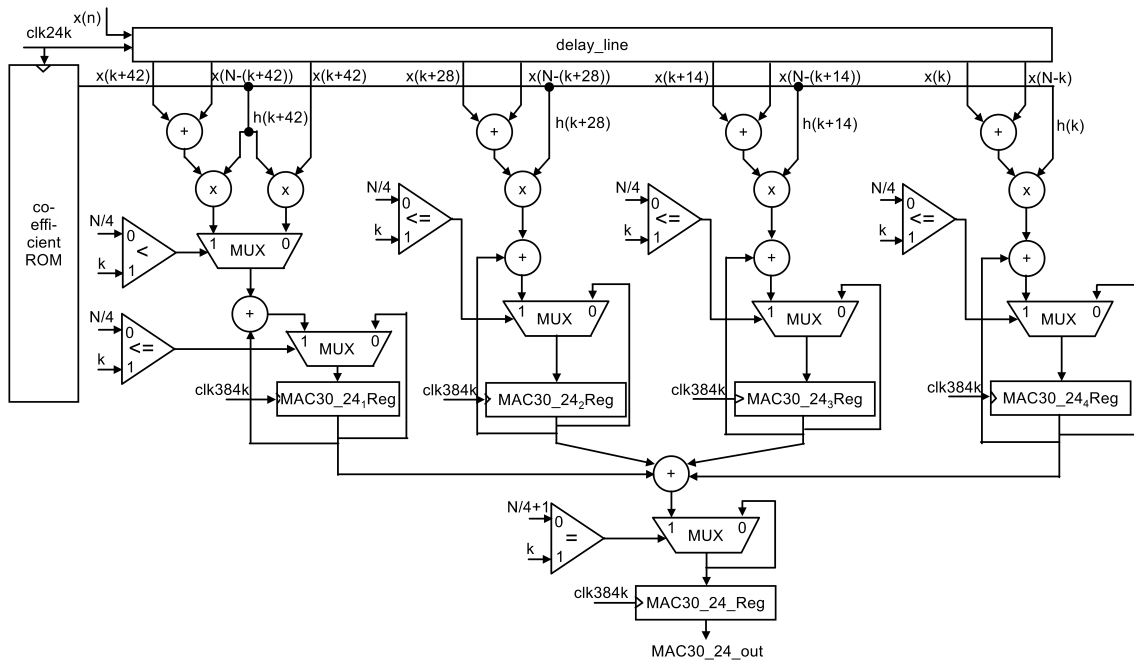 x(n)
clk24k
delay_line
x(k+42) x(N-(k+42)) x(k+42) x(k+28) x(N-(k+28)) x(k+14) x(N-(k+14)) x(k) x(N-k)
h(k+42) h(k+28) h(k+14) h(k)
+ + + +
x x x x x
co-
effi-
cient
ROM
N/4 0 < k 1
1 MUX 0
N/4 0 <= k 1
N/4 0 <= k 1
N/4 0 <= k 1
+ + +
1 MUX 0
1 MUX 0
1 MUX 0
+
N/4 0 <= k 1
1 MUX 0
clk384k MAC30_24₁Reg
clk384k MAC30_24₂Reg
clk384k MAC30_24₃Reg
clk384k MAC30_24₄Reg
+
N/4+1 0 = k 1
1 MUX 0
clk384k MAC30_24_Reg
MAC30_24_out